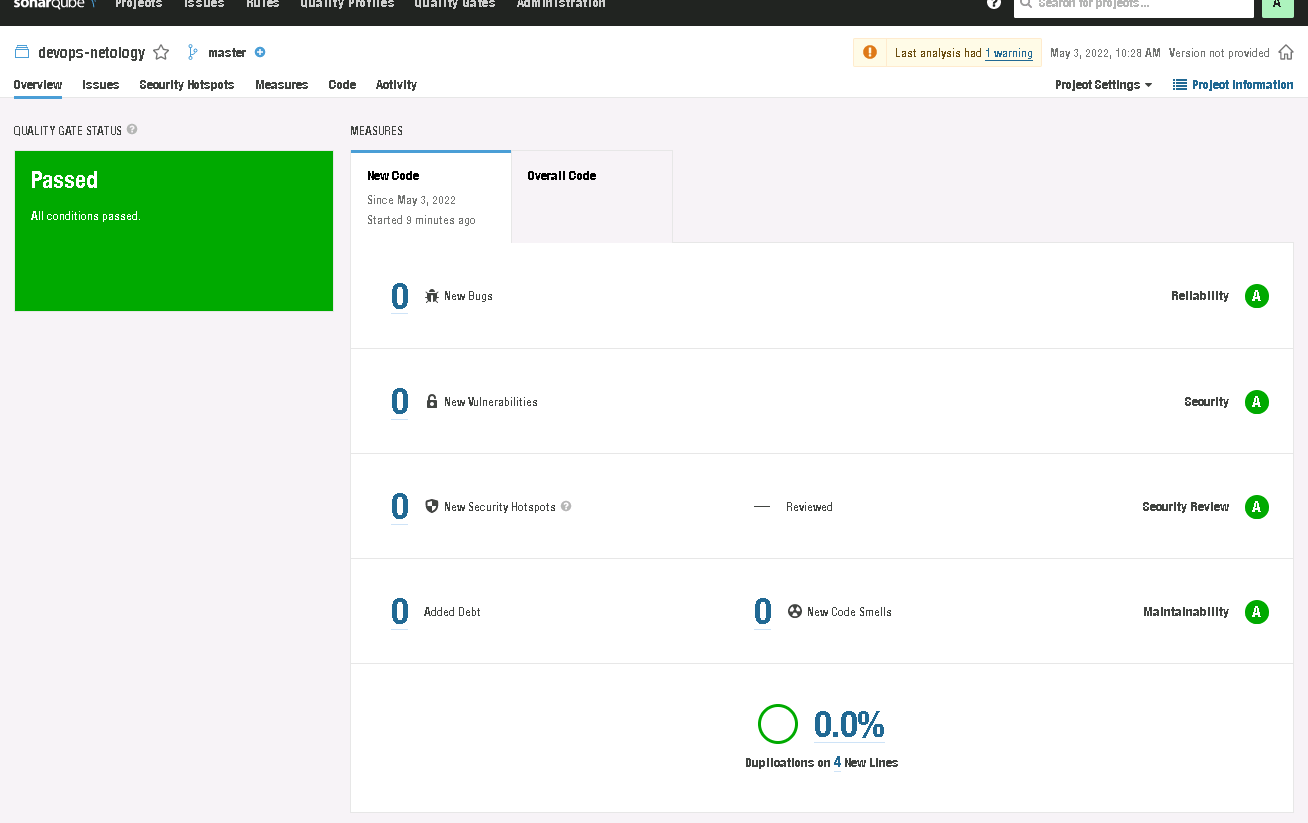 sonarqube Projects Issues Rules Quality Profiles Quality Gates Administration ? Search for projects... A
devops-netology master Last analysis had 1 warning May 3, 2022, 10:28 AM Version not provided
Overview Issues Security Hotspots Measures Code Activity Project Settings Project Information
QUALITY GATE STATUS ? MEASURES
Passed
All conditions passed.
New Code
Since May 3, 2022
Started 9 minutes ago
Overall Code
0 New Bugs Reliability A
0 New Vulnerabilities Security A
0 New Security Hotspots ? — Reviewed Security Review A
0 Added Debt 0 New Code Smells Maintainability A
0.0%
Duplications on 4 New Lines